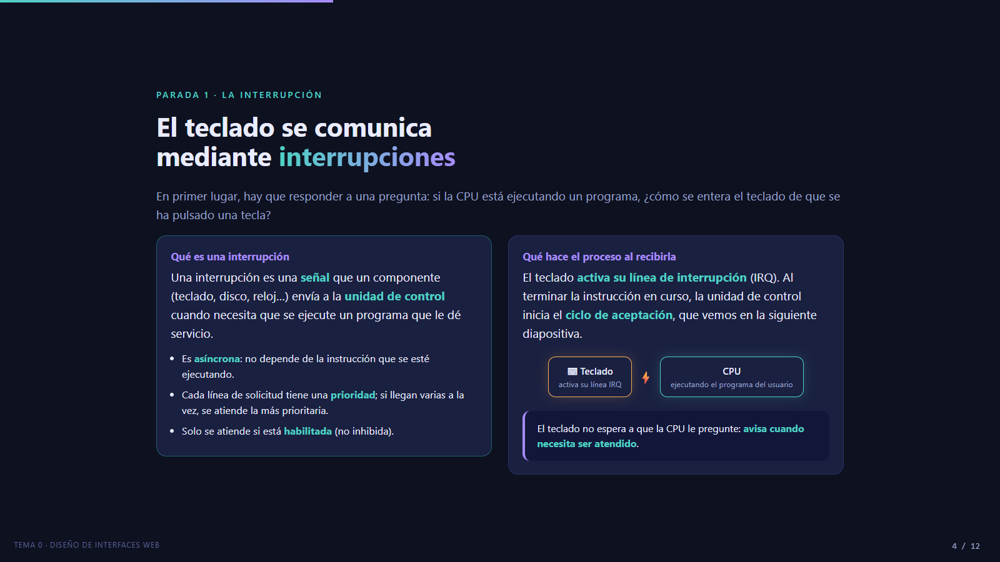 PARADA 1 · LA INTERRUPCIÓN
El teclado se comunica
mediante interrupciones
En primer lugar, hay que responder a una pregunta: si la CPU está ejecutando un programa, ¿cómo se entera el teclado de que se
ha pulsado una tecla?
Qué es una interrupción
Una interrupción es una señal que un componente
(teclado, disco, reloj...) envía a la unidad de control
cuando necesita que se ejecute un programa que le dé
servicio.
• Es asíncrona: no depende de la instrucción que se esté
ejecutando.
• Cada línea de solicitud tiene una prioridad; si llegan varias a la
vez, se atiende la más prioritaria.
• Solo se atiende si está habilitada (no inhibida).
Qué hace el proceso al recibirla
El teclado activa su línea de interrupción (IRQ). Al
terminar la instrucción en curso, la unidad de control
inicia el ciclo de aceptación, que vemos en la siguiente
diapositiva.
Teclado
activa su línea IRQ
CPU
ejecutando el programa del usuario
El teclado no espera a que la CPU le pregunte: avisa cuando
necesita ser atendido.
TEMA 0 · DISEÑO DE INTERFACES WEB
4 / 12